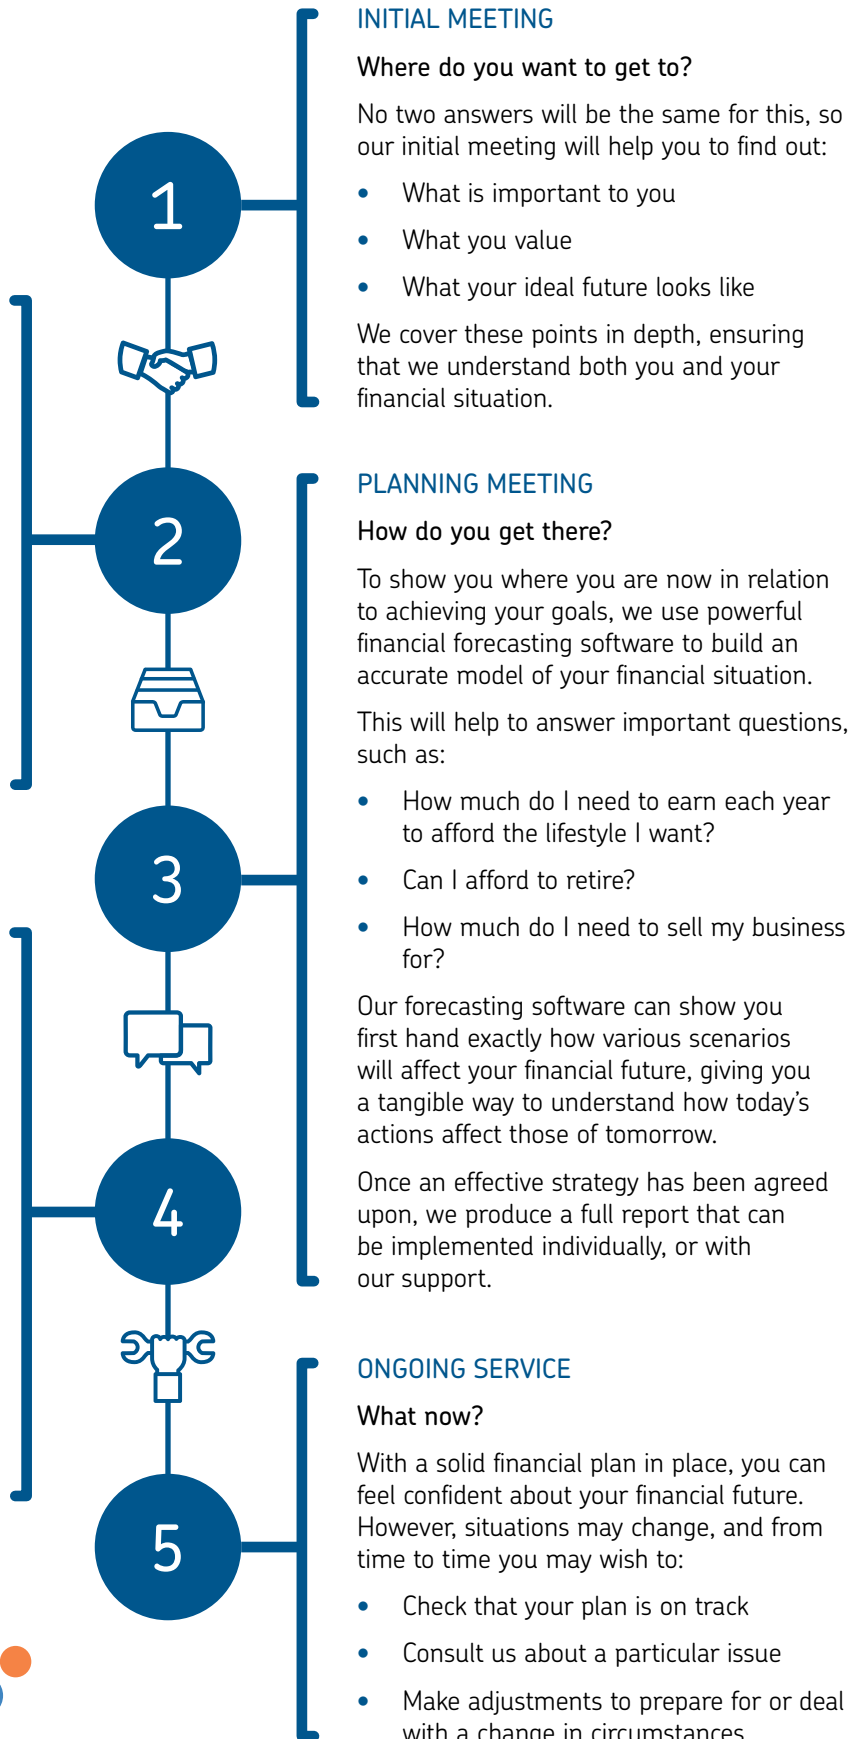 INITIAL MEETING
Where do you want to get to?
No two answers will be the same for this, so
our initial meeting will help you to find out:
• What is important to you
• What you value
• What your ideal future looks like
We cover these points in depth, ensuring
that we understand both you and your
financial situation.
1
2
PLANNING MEETING
How do you get there?
To show you where you are now in relation
to achieving your goals, we use powerful
financial forecasting software to build an
accurate model of your financial situation.
This will help to answer important questions,
such as:
• How much do I need to earn each year
to afford the lifestyle I want?
• Can I afford to retire?
• How much do I need to sell my business
for?
Our forecasting software can show you
first hand exactly how various scenarios
will affect your financial future, giving you
a tangible way to understand how today's
actions affect those of tomorrow.
Once an effective strategy has been agreed
upon, we produce a full report that can
be implemented individually, or with
our support.
3
4
ONGOING SERVICE
What now?
With a solid financial plan in place, you can
feel confident about your financial future.
However, situations may change, and from
time to time you may wish to:
• Check that your plan is on track
• Consult us about a particular issue
• Make adjustments to prepare for or deal
with a change in circumstances
5